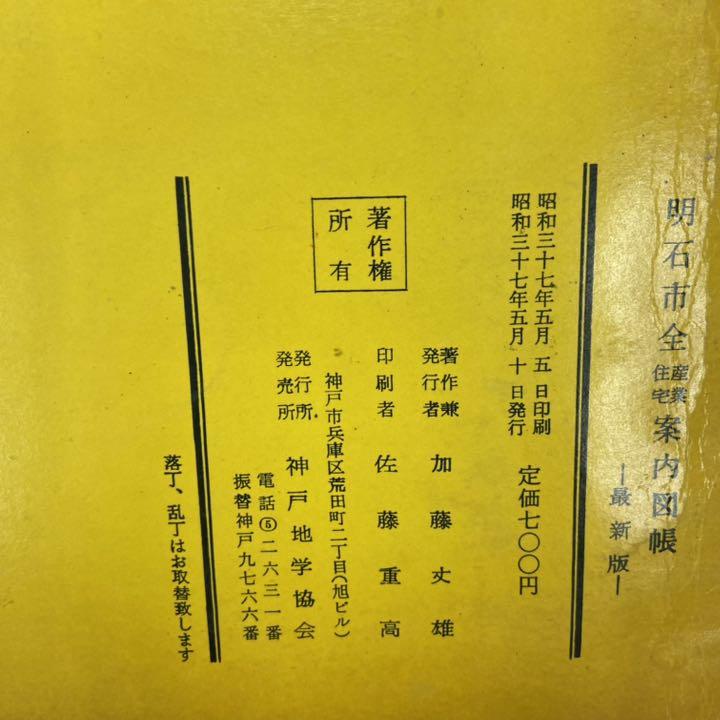 明石市全産業住宅案内図帳
―最新版―
昭和三十七年五月五日印刷
昭和三十七年五月十日発行
定価七〇〇円
著作権所有
著作兼発行者 加藤丈雄
印刷者 佐藤重高
神戸市兵庫区荒田町二丁目(旭ビル)
発行所発売所 神戸地学協会
電話⑤二六三一番
振替神戸九七六六番
落丁、乱丁はお取替致します